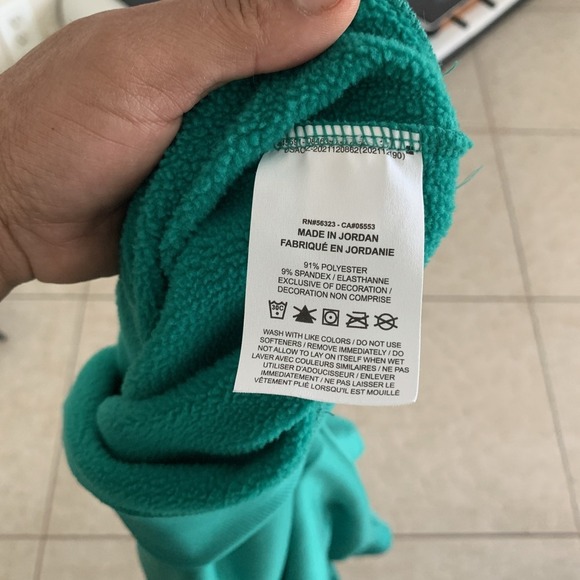 RN#56323 - CA#05553
MADE IN JORDAN
FABRIQUÉ EN JORDANIE
91% POLYESTER
9% SPANDEX / ELASTHANNE
EXCLUSIVE OF DECORATION /
DECORATION NON COMPRISE
30C
WASH WITH LIKE COLORS / DO NOT USE
SOFTENERS / REMOVE IMMEDIATELY / DO
NOT ALLOW TO LAY ON ITSELF WHEN WET
LAVER AVEC COULEURS SIMILAIRES / NE PAS
UTILISER D'ADOUCISSEUR / ENLEVER
IMMEDIATEMENT / NE PAS LAISSER LE
VÊTEMENT PLIÉ LORSQU'IL EST MOUILLÉ